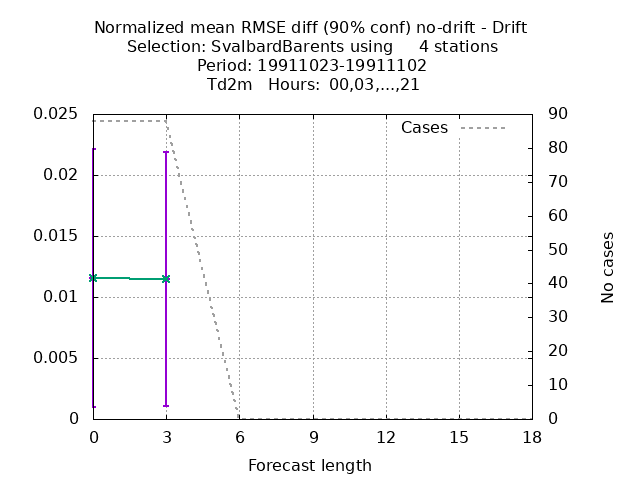 Normalized mean RMSE diff (90% conf) no-drift - Drift
Selection: SvalbardBarents using     4 stations
Period: 19911023-19911102
Td2m   Hours: 00,03,...,21
0.025
0.02
0.015
0.01
0.005
0
Cases
90
80
70
60
50
40
30
20
10
0
No cases
0 3 6 9 12 15 18
Forecast length